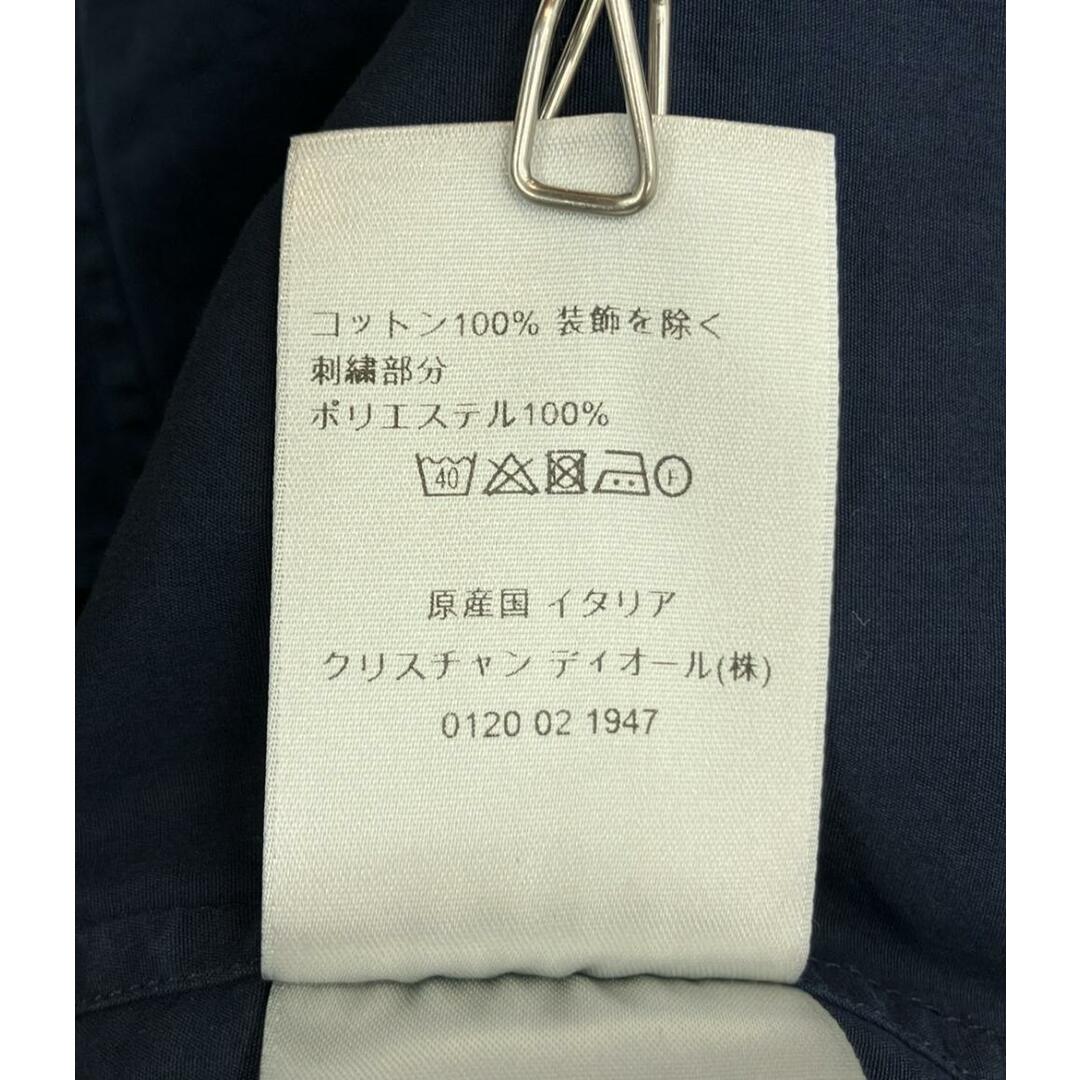 コットン100% 装飾を除く
刺繍部分
ポリエステル100%
40 F
原産国 イタリア
クリスチャン ディオール(株)
0120 02 1947